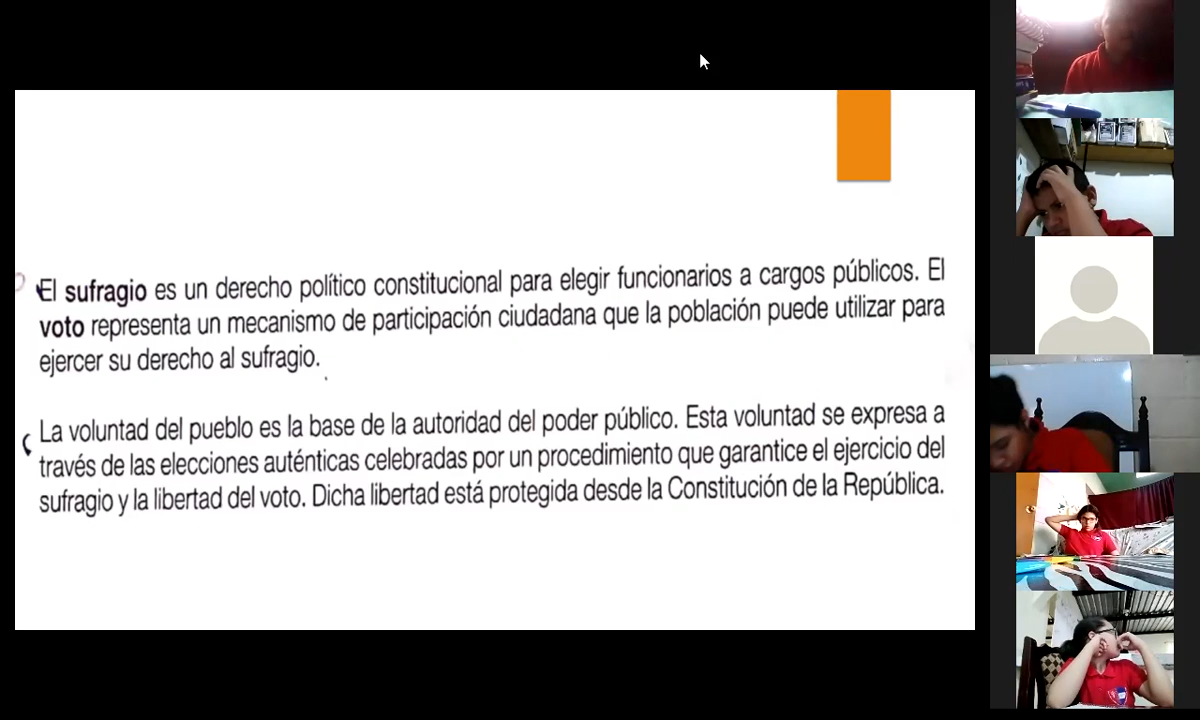 El sufragio es un derecho político constitucional para elegir funcionarios a cargos públicos. El
voto representa un mecanismo de participación ciudadana que la población puede utilizar para
ejercer su derecho al sufragio.
La voluntad del pueblo es la base de la autoridad del poder público. Esta voluntad se expresa a
través de las elecciones auténticas celebradas por un procedimiento que garantice el ejercicio del
sufragio y la libertad del voto. Dicha libertad está protegida desde la Constitución de la República.